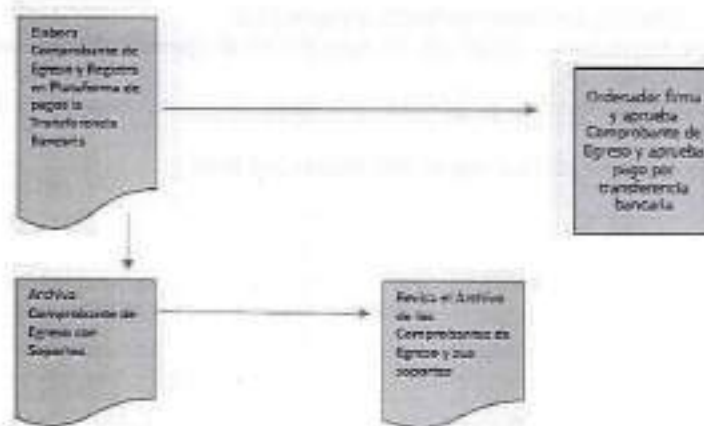 Elabora
Comprobante de
Egreso y Registra
en Plataforma de
pagos la
Transferencia
Bancaria
Ordenador firma
y aprueba
Comprobante de
Egreso y aprueba
pago por
transferencia
bancaria
Archiva
Comprobante de
Egreso con
Soportes
Revisa el Archivo
de los
Comprobantes de
Egreso y sus
soportes